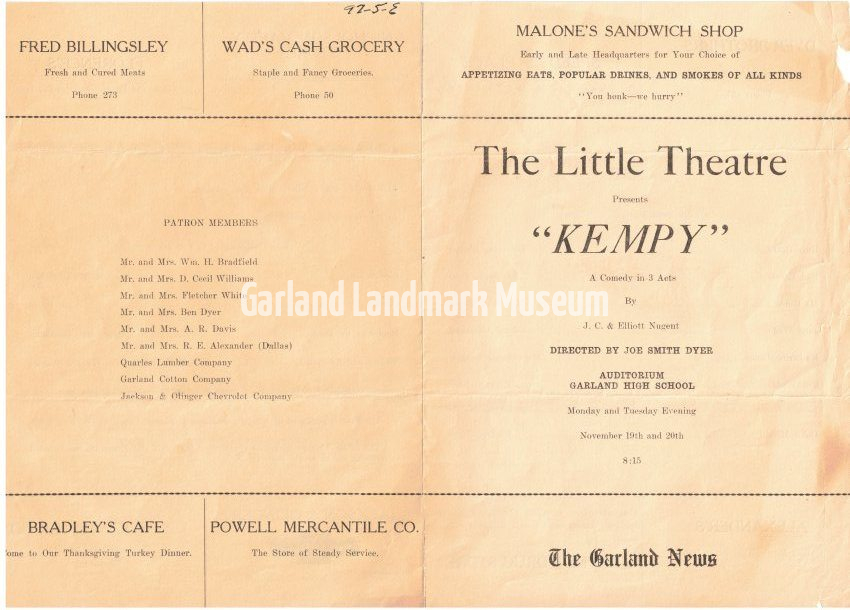 92-5-E
FRED BILLINGSLEY
Fresh and Cured Meats
Phone 273
WAD'S CASH GROCERY
Staple and Fancy Groceries.
Phone 50
PATRON MEMBERS
Mr. and Mrs. Wm. H. Bradfield
Mr. and Mrs. D. Cecil Williams
Mr. and Mrs. Fletcher White
Mr. and Mrs. Ben Dyer
Mr. and Mrs. A. R. Davis
Mr. and Mrs. R. E. Alexander (Dallas)
Quarles Lumber Company
Garland Cotton Company
Jackson & Olinger Chevrolet Company
BRADLEY'S CAFE
ome to Our Thanksgiving Turkey Dinner.
POWELL MERCANTILE CO.
The Store of Steady Service.
MALONE'S SANDWICH SHOP
Early and Late Headquarters for Your Choice of
APPETIZING EATS, POPULAR DRINKS, AND SMOKES OF ALL KINDS
"You honk—we hurry"
The Little Theatre
Presents
"KEMPY"
A Comedy in 3 Acts
By
J. C. & Elliott Nugent
DIRECTED BY JOE SMITH DYER
AUDITORIUM
GARLAND HIGH SCHOOL
Monday and Tuesday Evening
November 19th and 20th
8:15
The Garland News
Garland Landmark Museum